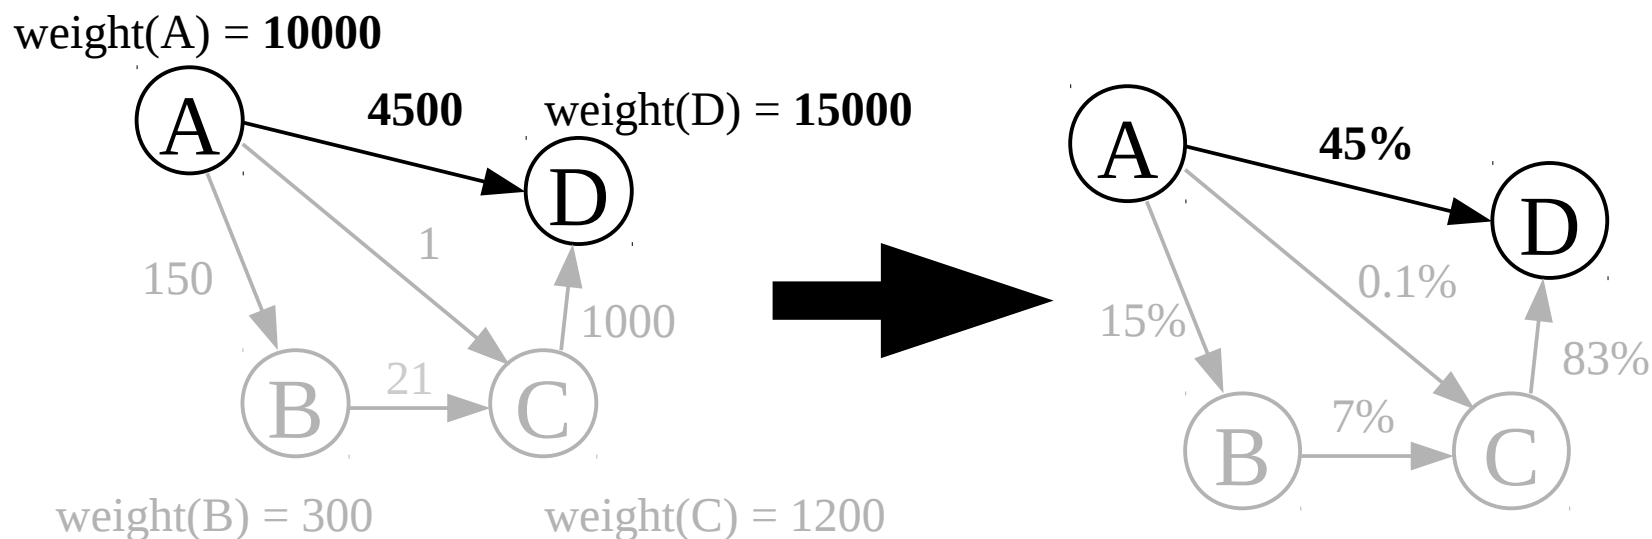 weight(A) = 10000
A
4500
weight(D) = 15000
D
1
150
1000
21
B
C
weight(B) = 300
weight(C) = 1200
A
45%
D
0.1%
15%
83%
7%
B
C